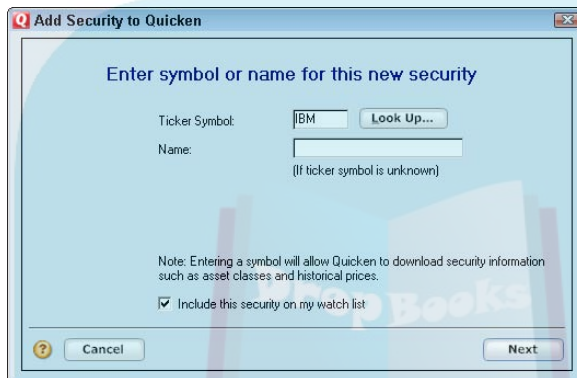 Q Add Security to Quicken
Enter symbol or name for this new security
Ticker Symbol: IBM Look Up...
Name:
(If ticker symbol is unknown)
Note: Entering a symbol will allow Quicken to download security information
such as asset classes and historical prices.
Include this security on my watch list
DropBooks
? Cancel Next